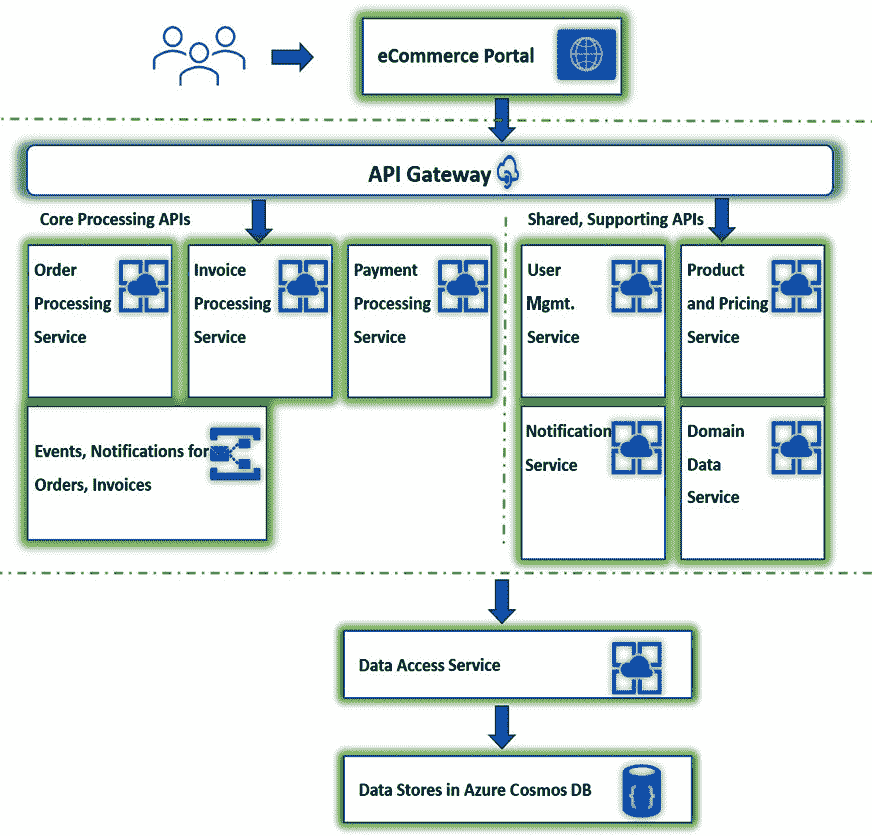 eCommerce Portal
API Gateway
Core Processing APIs
Shared, Supporting APIs
Order
Processing
Service
Invoice
Processing
Service
Payment
Processing
Service
User
Mgmt.
Service
Product
and Pricing
Service
Events, Notifications for
Orders, Invoices
Notification
Service
Domain
Data
Service
Data Access Service
Data Stores in Azure Cosmos DB